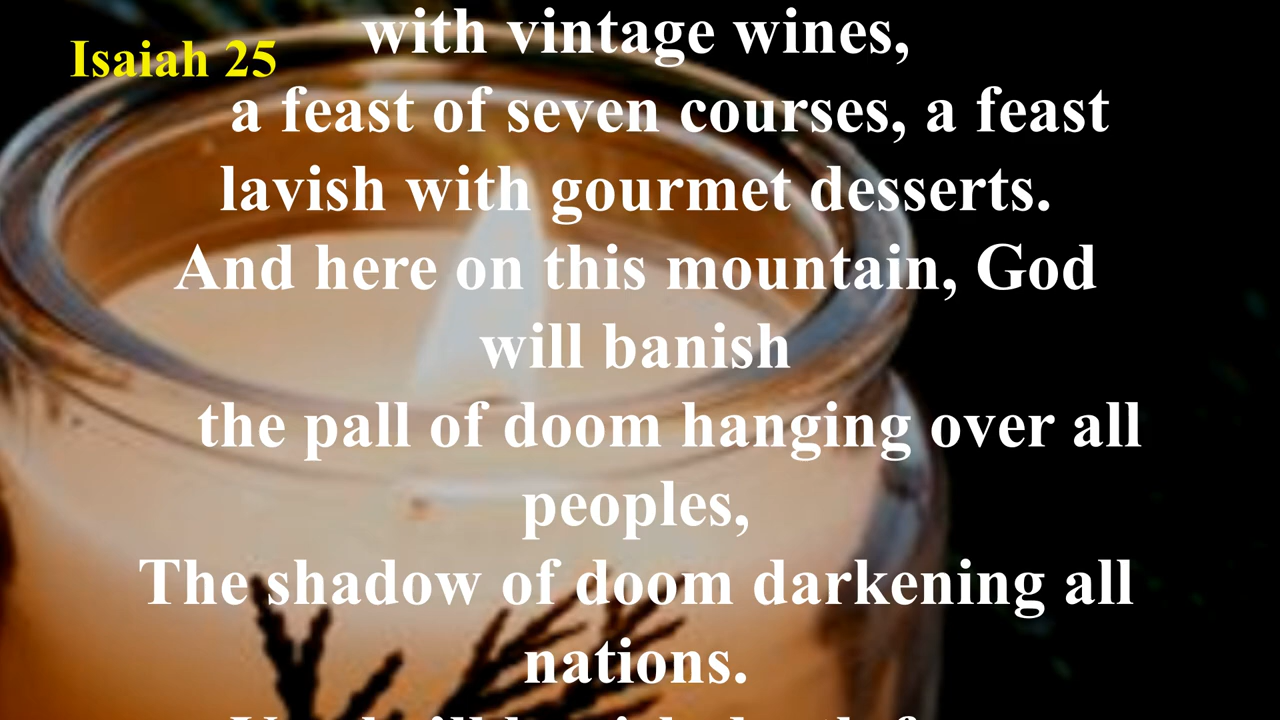 with vintage wines,
Isaiah 25
a feast of seven courses, a feast
lavish with gourmet desserts.
And here on this mountain, God
will banish
the pall of doom hanging over all
peoples,
The shadow of doom darkening all
nations.